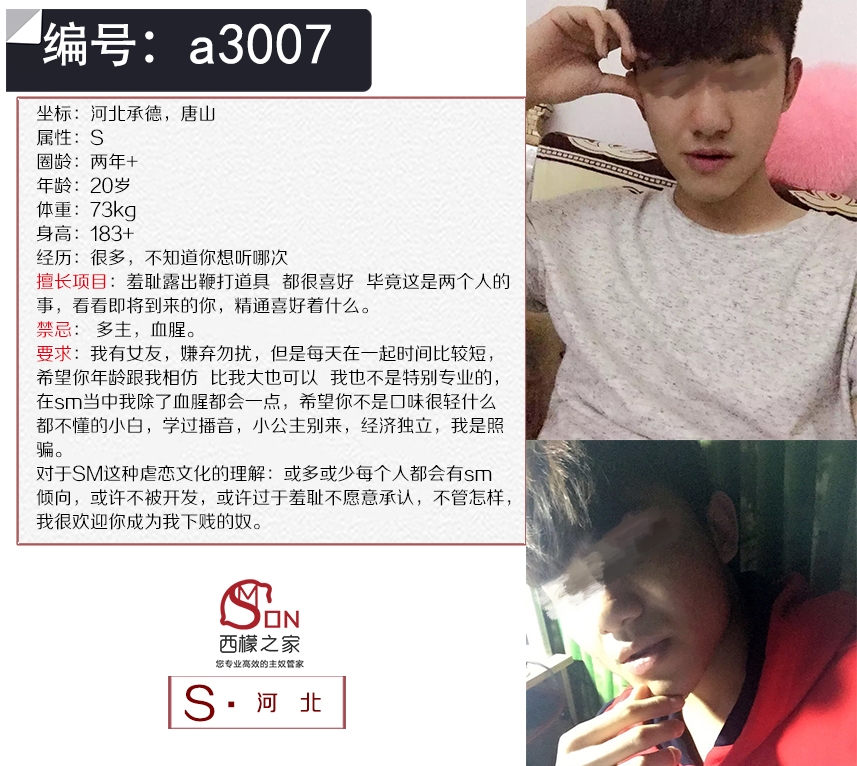 编号：a3007
坐标：河北承德，唐山
属性：S
圈龄：两年+
年龄：20岁
体重：73kg
身高：183+
经历：很多，不知道你想听哪次
擅长项目：羞耻露出鞭打道具 都很喜好 毕竟这是两个人的
事，看看即将到来的你，精通喜好着什么。
禁忌： 多主，血腥。
要求：我有女友，嫌弃勿扰，但是每天在一起时间比较短，
希望你年龄跟我相仿 比我大也可以 我也不是特别专业的，
在sm当中我除了血腥都会一点，希望你不是口味很轻什么
都不懂的小白，学过播音，小公主别来，经济独立，我是照
骗。
对于SM这种虐恋文化的理解：或多或少每个人都会有sm
倾向，或许不被开发，或许过于羞耻不愿意承认，不管怎样，
我很欢迎你成为我下贱的奴。
SMON
西檬之家
您专业高效的主奴管家
S·河北